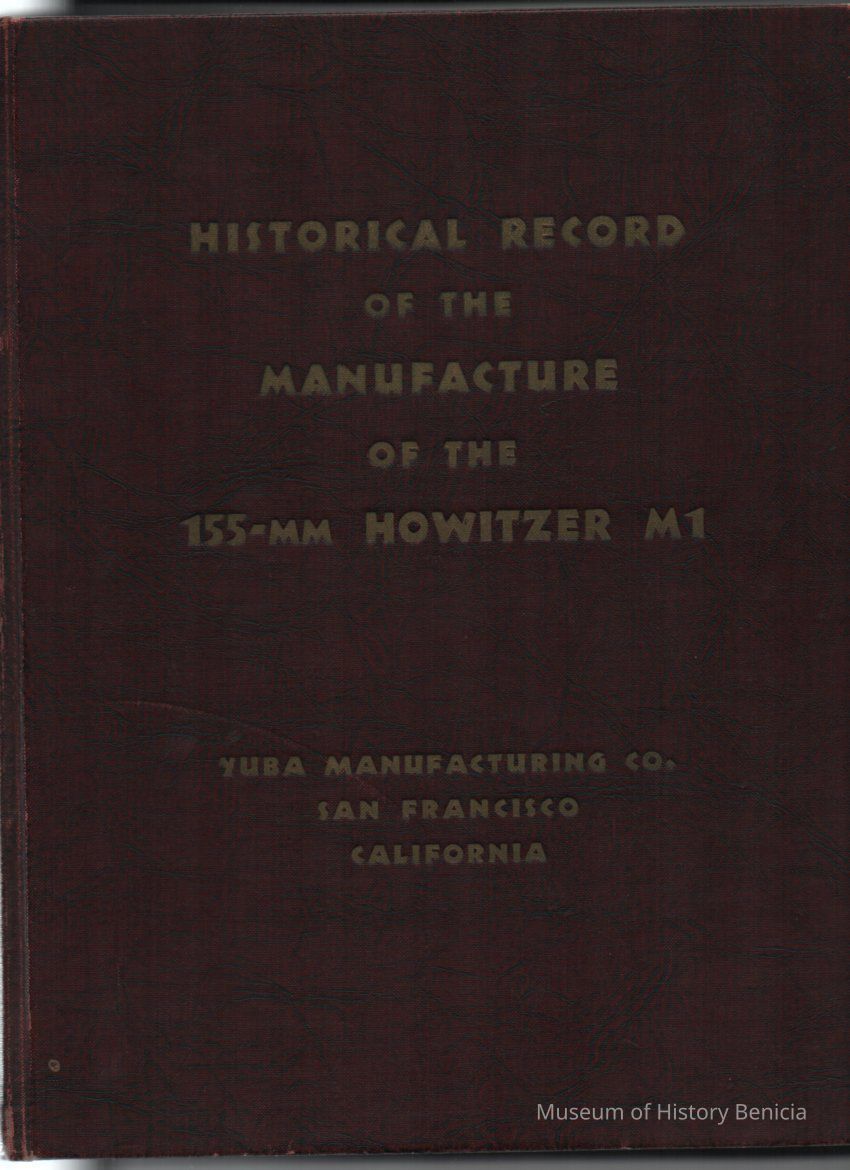 HISTORICAL RECORD
OF THE
MANUFACTURE
OF THE
155-MM HOWITZER M1
YUBA MANUFACTURING CO.
SAN FRANCISCO
CALIFORNIA
Museum of History Benicia